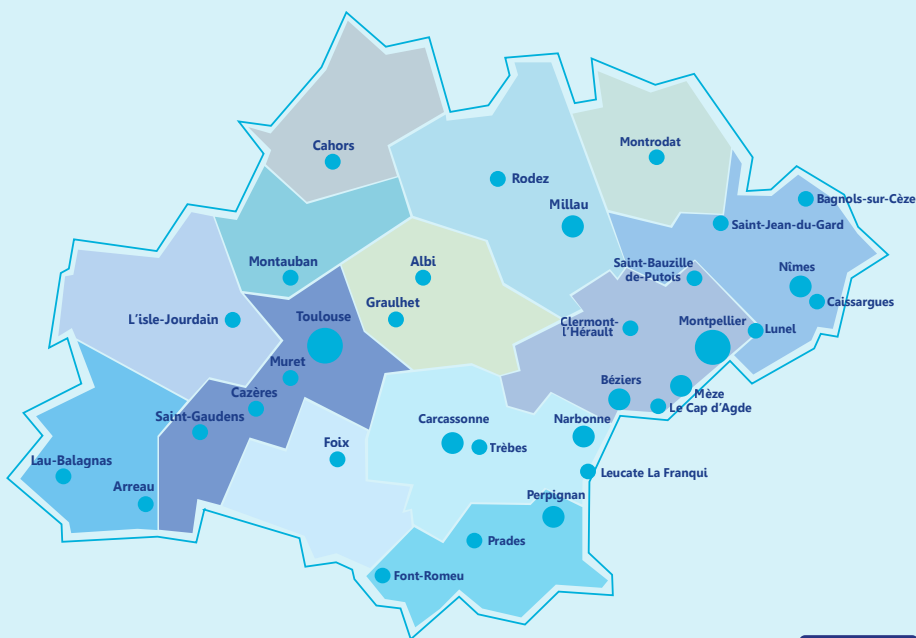 Cahors
Montrodat
Rodez
Bagnols-sur-Cèze
Millau
Saint-Jean-du-Gard
Montauban
Albi
Saint-Bauzille
de-Putois
Nîmes
Graulhet
Caissargues
L'isle-Jourdain
Toulouse
Clermont-
l'Hérault
Montpellier
Lunel
Muret
Béziers
Mèze
Cazères
Le Cap d'Agde
Saint-Gaudens
Carcassonne
Narbonne
Foix
Trèbes
Lau-Balagnas
Leucate La Franqui
Arreau
Perpignan
Prades
Font-Romeu